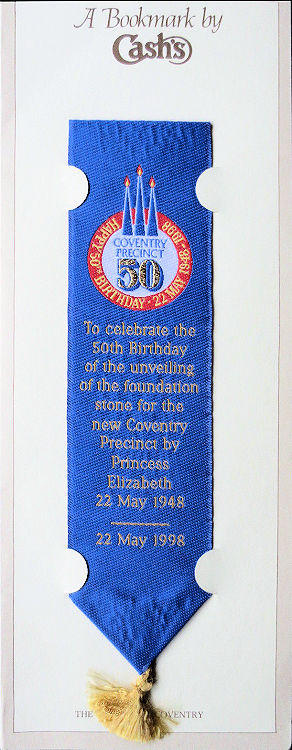 A Bookmark by
Cash's
COVENTRY
PRECINCT
50
HAPPY 50th BIRTHDAY · 22 MAY 1948-1998
To celebrate the
50th Birthday
of the unveiling
of the foundation
stone for the
new Coventry
Precinct by
Princess
Elizabeth
22 May 1948
22 May 1998
THE
COVENTRY